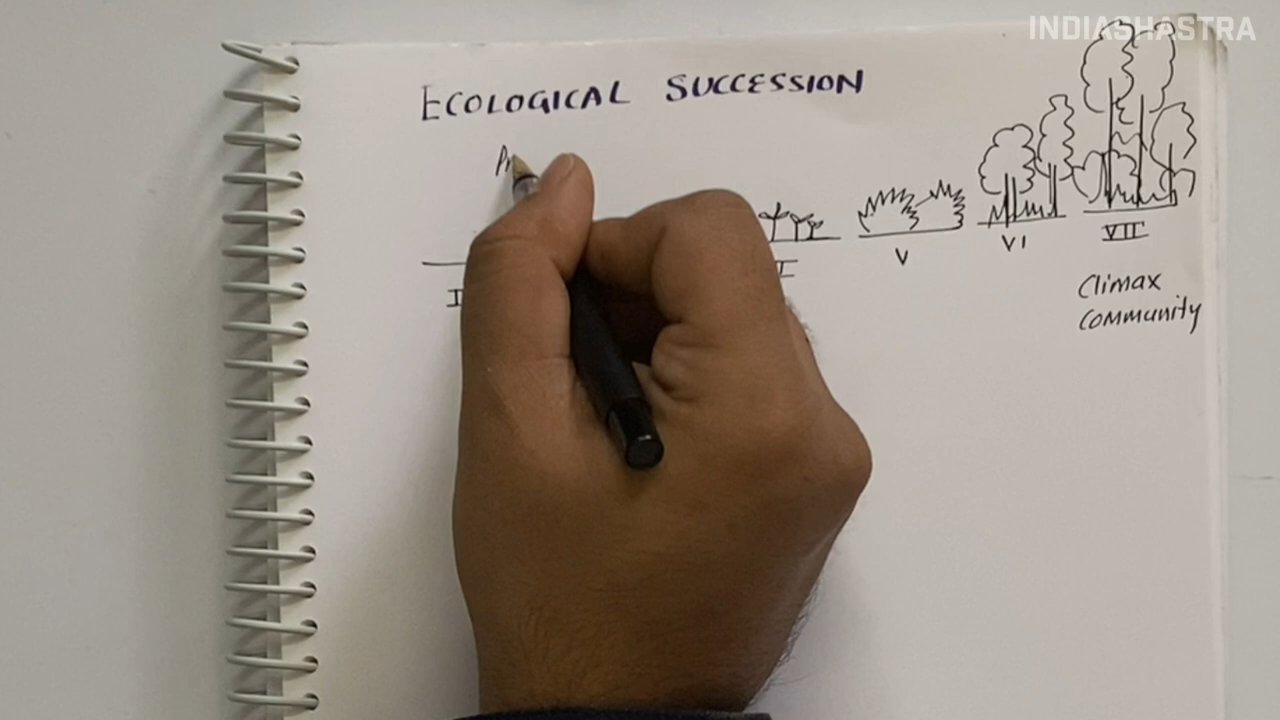 INDIASHASTRA
ECOLOGICAL SUCCESSION
V
VI
VII
Climax
community